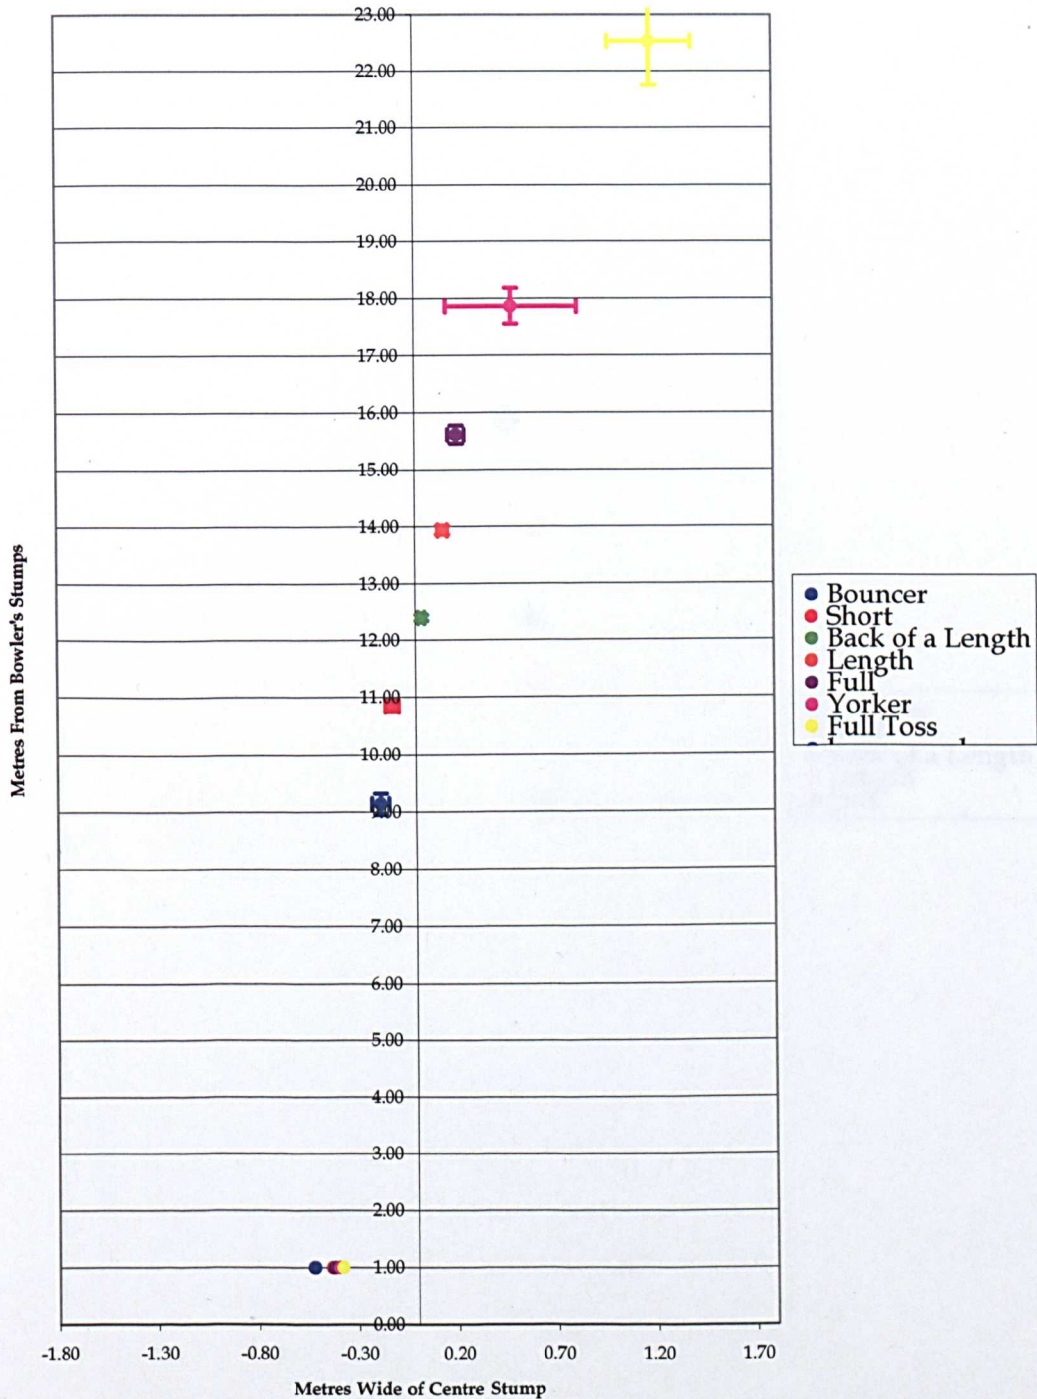 23.00
22.00
21.00
20.00
19.00
18.00
17.00
16.00
15.00
14.00
13.00
12.00
11.00
10.00
8.00
7.00
6.00
5.00
4.00
3.00
2.00
1.00
0.00
-1.80 -1.30 -0.80 -0.30 0.20 0.70 1.20 1.70
Metres From Bowler's Stumps
Metres Wide of Centre Stump
Bouncer
Short
Back of a Length
Length
Full
Yorker
Full Toss